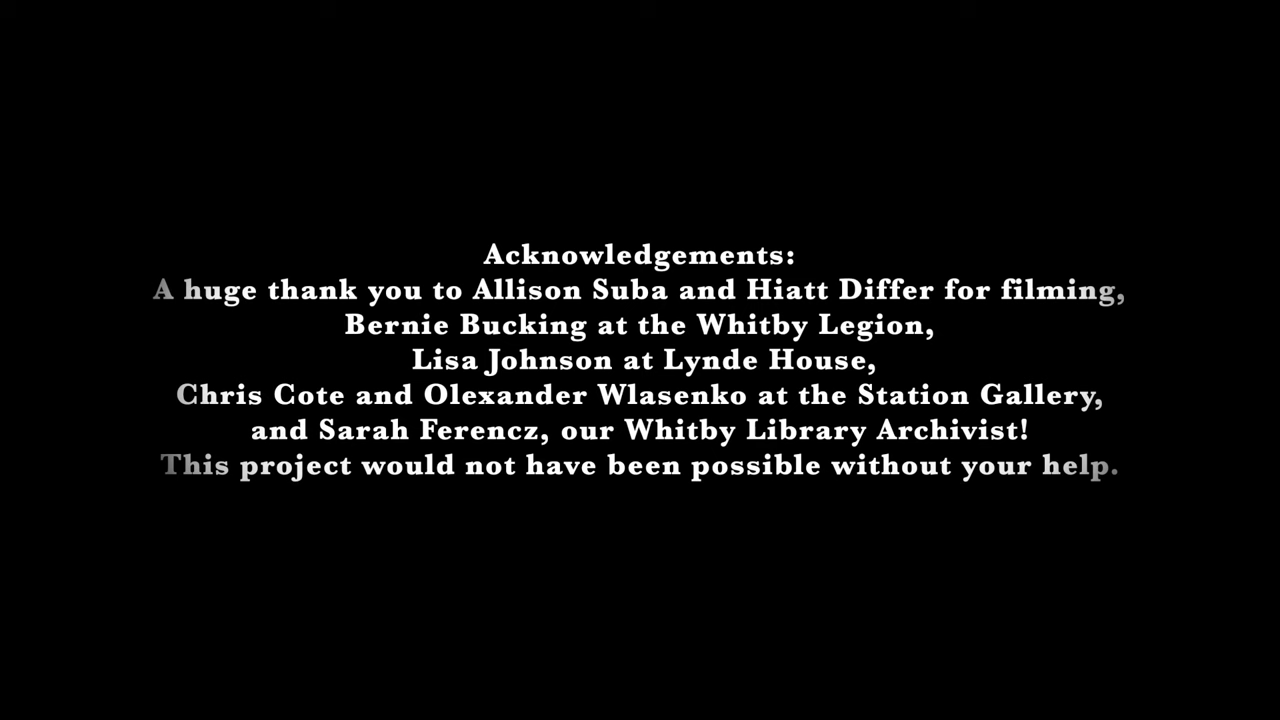 Acknowledgements:
A huge thank you to Allison Suba and Hiatt Differ for filming,
Bernie Bucking at the Whitby Legion,
Lisa Johnson at Lynde House,
Chris Cote and Olexander Wlasenko at the Station Gallery,
and Sarah Ferencz, our Whitby Library Archivist!
This project would not have been possible without your help.